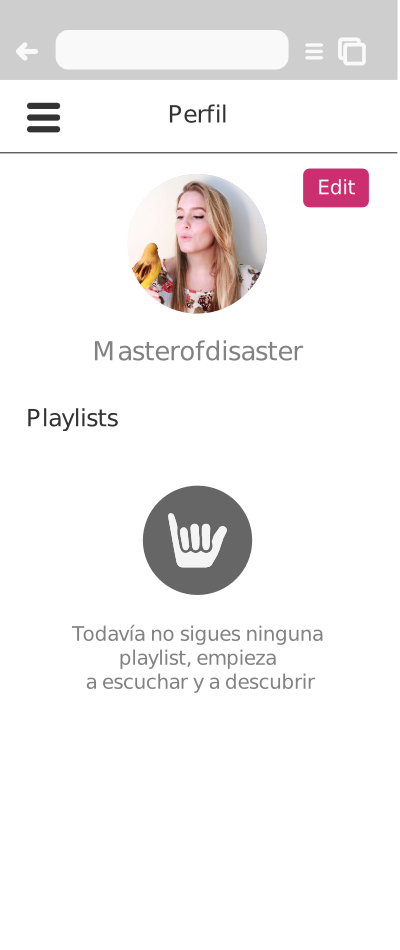 Perfil
Edit
Masterofdisaster
Playlists
Todavía no sigues ninguna
playlist, empieza
a escuchar y a descubrir